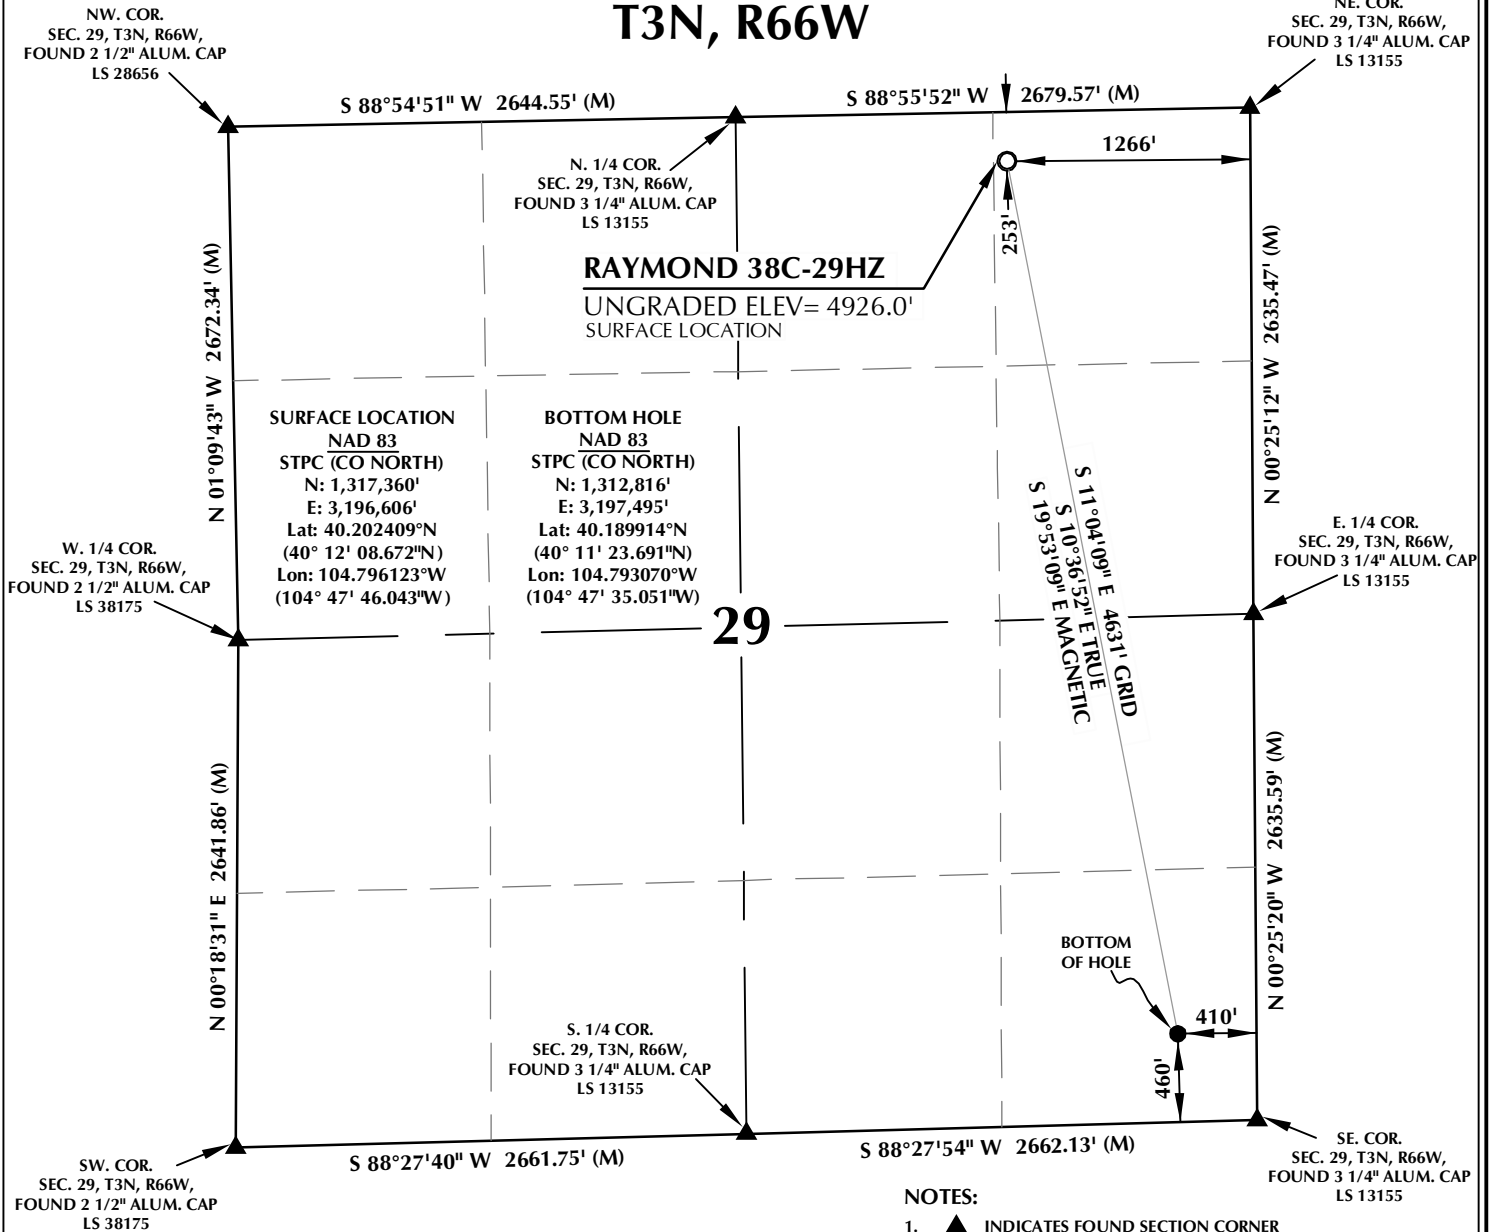 T3N, R66W
NW. COR.
SEC. 29, T3N, R66W,
FOUND 2 1/2" ALUM. CAP
LS 28656
NE. COR.
SEC. 29, T3N, R66W,
FOUND 3 1/4" ALUM. CAP
LS 13155
S 88°54'51" W 2644.55' (M)
S 88°55'52" W 2679.57' (M)
1266'
N. 1/4 COR.
SEC. 29, T3N, R66W,
FOUND 3 1/4" ALUM. CAP
LS 13155
253'
RAYMOND 38C-29HZ
UNGRADED ELEV= 4926.0'
SURFACE LOCATION
N 01°09'43" W 2672.34' (M)
N 00°25'12" W 2635.47' (M)
SURFACE LOCATION
NAD 83
STPC (CO NORTH)
N: 1,317,360'
E: 3,196,606'
Lat: 40.202409°N
(40° 12' 08.672"N)
Lon: 104.796123°W
(104° 47' 46.043"W)
BOTTOM HOLE
NAD 83
STPC (CO NORTH)
N: 1,312,816'
E: 3,197,495'
Lat: 40.189914°N
(40° 11' 23.691"N)
Lon: 104.793070°W
(104° 47' 35.051"W)
S 11°04'09" E 4631' GRID
S 10°36'52" E TRUE
S 19°53'09" E MAGNETIC
W. 1/4 COR.
SEC. 29, T3N, R66W,
FOUND 2 1/2" ALUM. CAP
LS 38175
E. 1/4 COR.
SEC. 29, T3N, R66W,
FOUND 3 1/4" ALUM. CAP
LS 13155
29
N 00°18'31" E 2641.86' (M)
N 00°25'20" W 2635.59' (M)
BOTTOM
OF HOLE
410'
460'
S. 1/4 COR.
SEC. 29, T3N, R66W,
FOUND 3 1/4" ALUM. CAP
LS 13155
S 88°27'40" W 2661.75' (M)
S 88°27'54" W 2662.13' (M)
SW. COR.
SEC. 29, T3N, R66W,
FOUND 2 1/2" ALUM. CAP
LS 38175
SE. COR.
SEC. 29, T3N, R66W,
FOUND 3 1/4" ALUM. CAP
LS 13155
NOTES:
1. INDICATES FOUND SECTION CORNER